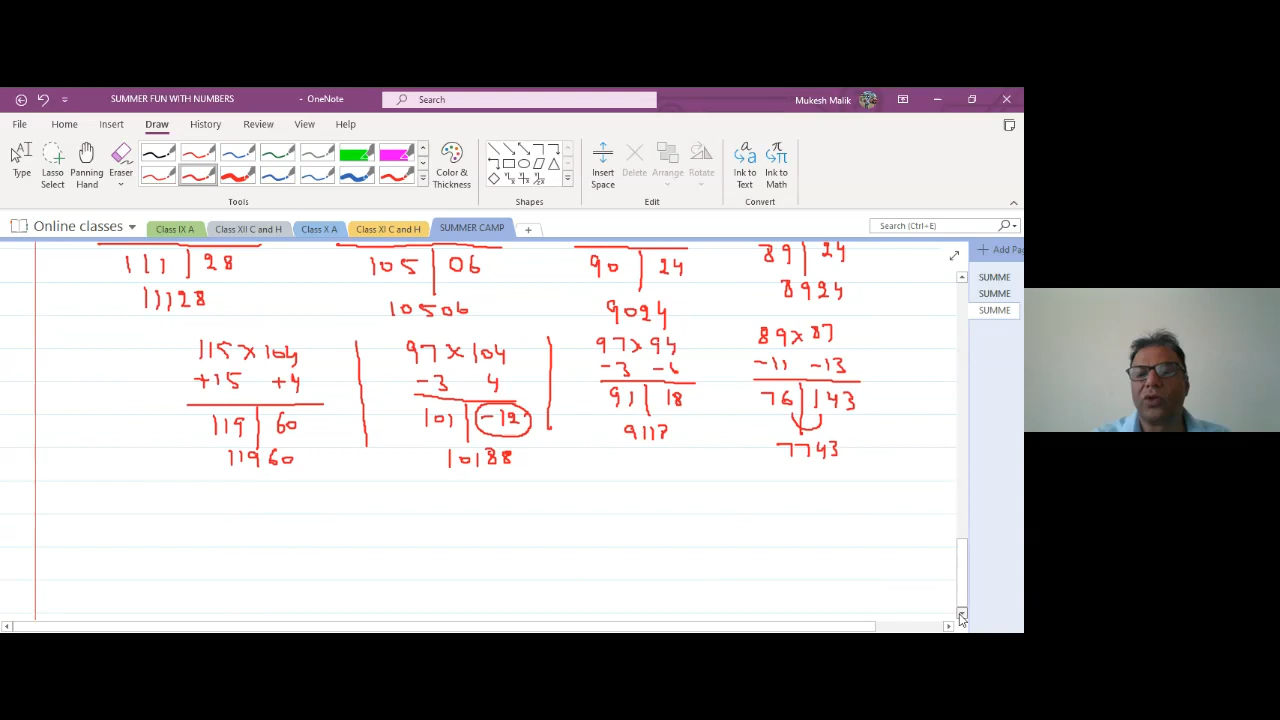 SUMMER FUN WITH NUMBERS - OneNote
Search
Mukesh Malik
File Home Insert Draw History Review View Help
Type
Lasso Select
Panning Hand
Eraser
Color & Thickness
Insert Space
Delete
Arrange
Rotate
Ink to Text
Ink to Math
Tools
Shapes
Edit
Convert
Online classes
Class IX A
Class XII C and H
Class X A
Class XI C and H
SUMMER CAMP
Search (Ctrl+E)
Add Pa
SUMME
SUMME
SUMME
111 | 28
11128
105 | 06
10506
90 | 24
9024
89 | 24
8924
115 x 104
+15 +4
119 | 60
11960
97 x 104
-3 4
101 | -12
10188
97 x 94
-3 -6
91 | 18
9118
89 x 87
-11 -13
76 | 143
7743